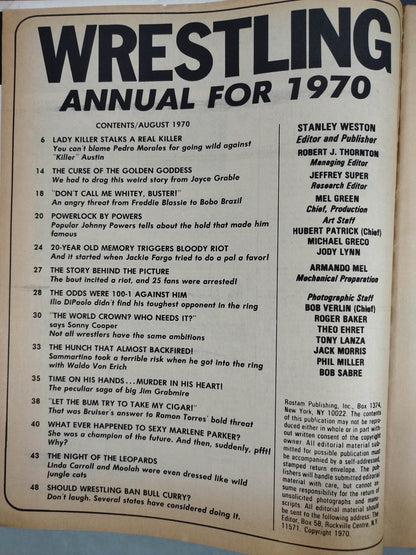 WRESTLING
ANNUAL FOR 1970
CONTENTS/AUGUST 1970
6 LADY KILLER STALKS A REAL KILLER
You can't blame Pedro Morales for going wild against
"Killer" Austin
14 THE CURSE OF THE GOLDEN GODDESS
We had to drag this weird story from Joyce Grable
18 "DON'T CALL ME WHITEY, BUSTER!"
An angry threat from Freddie Blassie to Bobo Brazil
20 POWERLOCK BY POWERS
Popular Johnny Powers tells about the hold that made him
famous
24 20-YEAR OLD MEMORY TRIGGERS BLOODY RIOT
And it started when Jackie Fargo tried to do a pal a favor!
27 THE STORY BEHIND THE PICTURE
The bout incited a riot, and 25 fans were arrested!
28 THE ODDS WERE 100-1 AGAINST HIM
Ilio DiPaolo didn't find his toughest opponent in the ring
30 "THE WORLD CROWN? WHO NEEDS IT?"
says Sonny Cooper
Not all wrestlers have the same ambitions
33 THE HUNCH THAT ALMOST BACKFIRED!
Sammartino took a terrible risk when he got into the ring
with Waldo Von Erich
35 TIME ON HIS HANDS...MURDER IN HIS HEART!
The peculiar saga of big Jim Grabmire
38 "LET THE BUM TRY TO TAKE MY CIGAR!"
That was Bruiser's answer to Ramon Torres' bold threat
40 WHAT EVER HAPPENED TO SEXY MARLENE PARKER?
She was a champion of the future. And then, suddenly, pfft!
Why?
43 THE NIGHT OF THE LEOPARDS
Linda Carroll and Moolah were even dressed like wild
jungle cats
48 SHOULD WRESTLING BAN BULL CURRY?
Don't laugh. Several states have considered doing it.
STANLEY WESTON
Editor and Publisher
ROBERT J. THORNTON
Managing Editor
JEFFREY SUPER
Research Editor
MEL GREEN
Chief, Production
Art Staff
HUBERT PATRICK (Chief)
MICHAEL GRECO
JODY LYNN
ARMANDO MEL
Mechanical Preparation
Photographic Staff
BOB VERLIN (Chief)
ROGER BAKER
THEO EHRET
TONY LANZA
JACK MORRIS
PHIL MILLER
BOB SABRE
Rostam Publishing, Inc., Box 1374,
New York, NY 10022. The contents
of this publication may not be repro-
duced either in whole or in part with-
out written consent of the copyright
owner. All editorial material sub-
mitted for possible publication must
be accompanied by a self-addressed,
stamped return envelope. The pub-
lishers will handle submitted editorial
material with care, but cannot as-
sume responsibility for the return of
unsolicited photographs and manu-
scripts. All editorial material should
be sent to the following address: The
Editor, Box 58, Rockville Centre, N.Y.
11571. Copyright 1970.